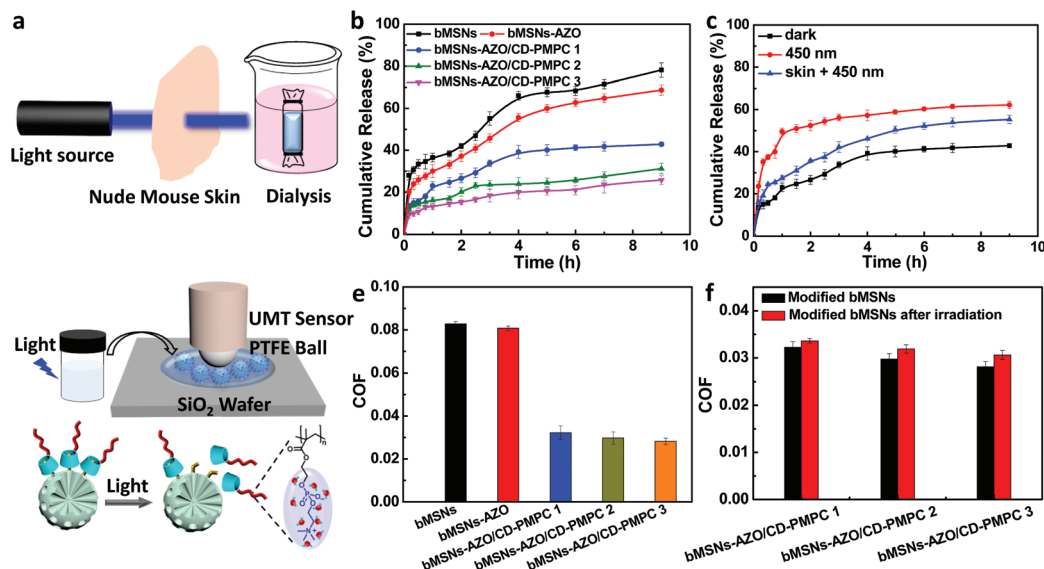 a
Light source
Nude Mouse Skin
Dialysis
b
Cumulative Release (%)
100
80
60
40
20
0
bMSNs
bMSNs-AZO
bMSNs-AZO/CD-PMPC 1
bMSNs-AZO/CD-PMPC 2
bMSNs-AZO/CD-PMPC 3
0 2 4 6 8 10
Time (h)
c
Cumulative Release (%)
100
80
60
40
20
0
dark
450 nm
skin + 450 nm
0 2 4 6 8 10
Time (h)
Light
UMT Sensor
PTFE Ball
SiO2 Wafer
Light
O
O
n
O
O
P
O
O
N
+
e
COF
0.08
0.06
0.04
0.02
0.00
bMSNs
bMSNs-AZO
bMSNs-AZO/CD-PMPC 1
bMSNs-AZO/CD-PMPC 2
bMSNs-AZO/CD-PMPC 3
f
COF
0.04
0.03
0.02
0.01
0.00
Modified bMSNs
Modified bMSNs after irradiation
bMSNs-AZO/CD-PMPC 1
bMSNs-AZO/CD-PMPC 2
bMSNs-AZO/CD-PMPC 3